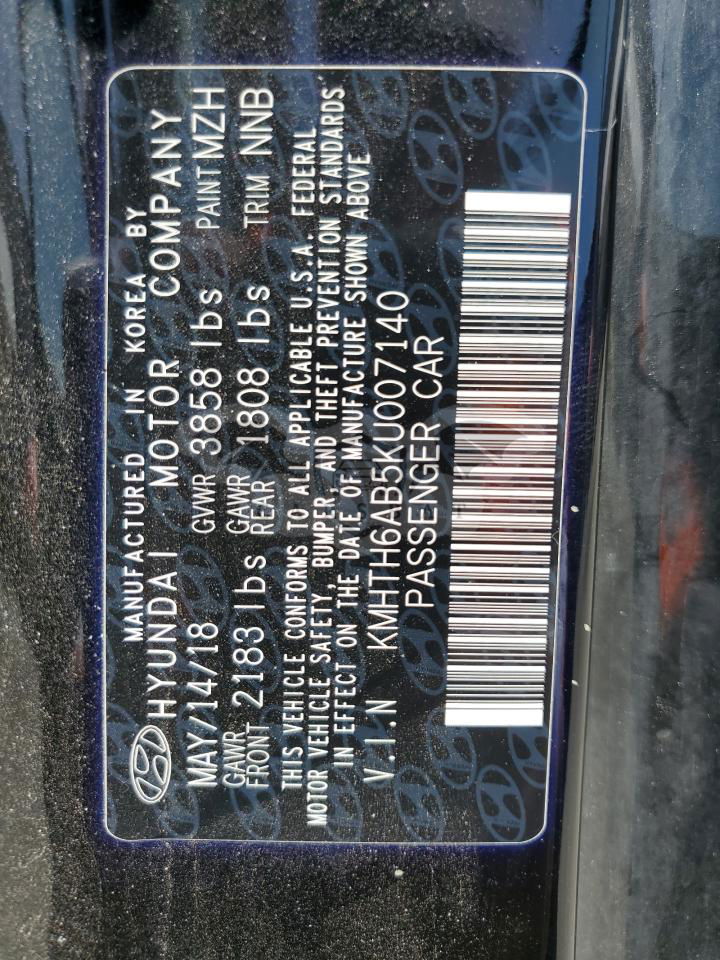 MANUFACTURED IN KOREA BY
HYUNDAI MOTOR COMPANY
MAY/14/18 GVWR 3858 lbs PAINT MZH
GAWR FRONT 2183 lbs GAWR REAR 1808 lbs TRIM NNB
THIS VEHICLE CONFORMS TO ALL APPLICABLE U.S.A. FEDERAL
MOTOR VEHICLE SAFETY, BUMPER, AND THEFT PREVENTION STANDARDS
IN EFFECT ON THE DATE OF MANUFACTURE SHOWN ABOVE
V.I.N KMHTH6AB5KU007140
PASSENGER CAR